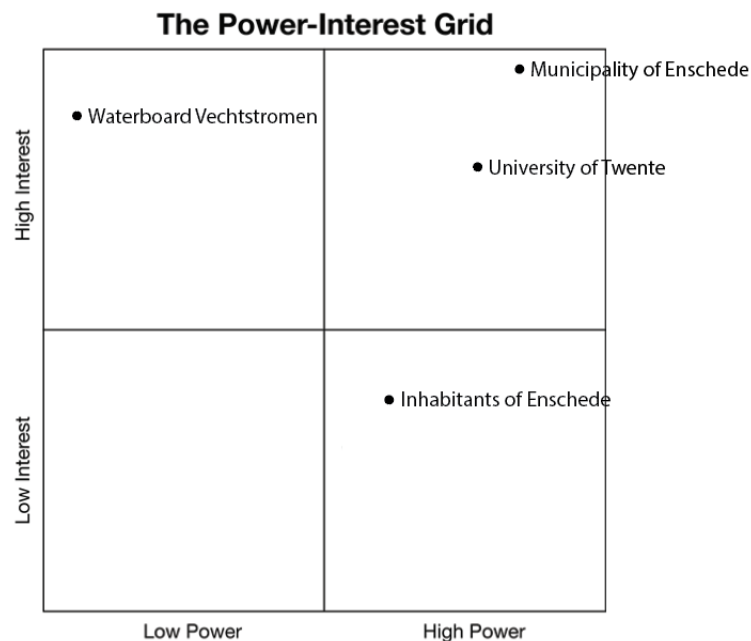 The Power-Interest Grid
Municipality of Enschede
Waterboard Vechtstromen
University of Twente
High Interest
Inhabitants of Enschede
Low Interest
Low Power
High Power